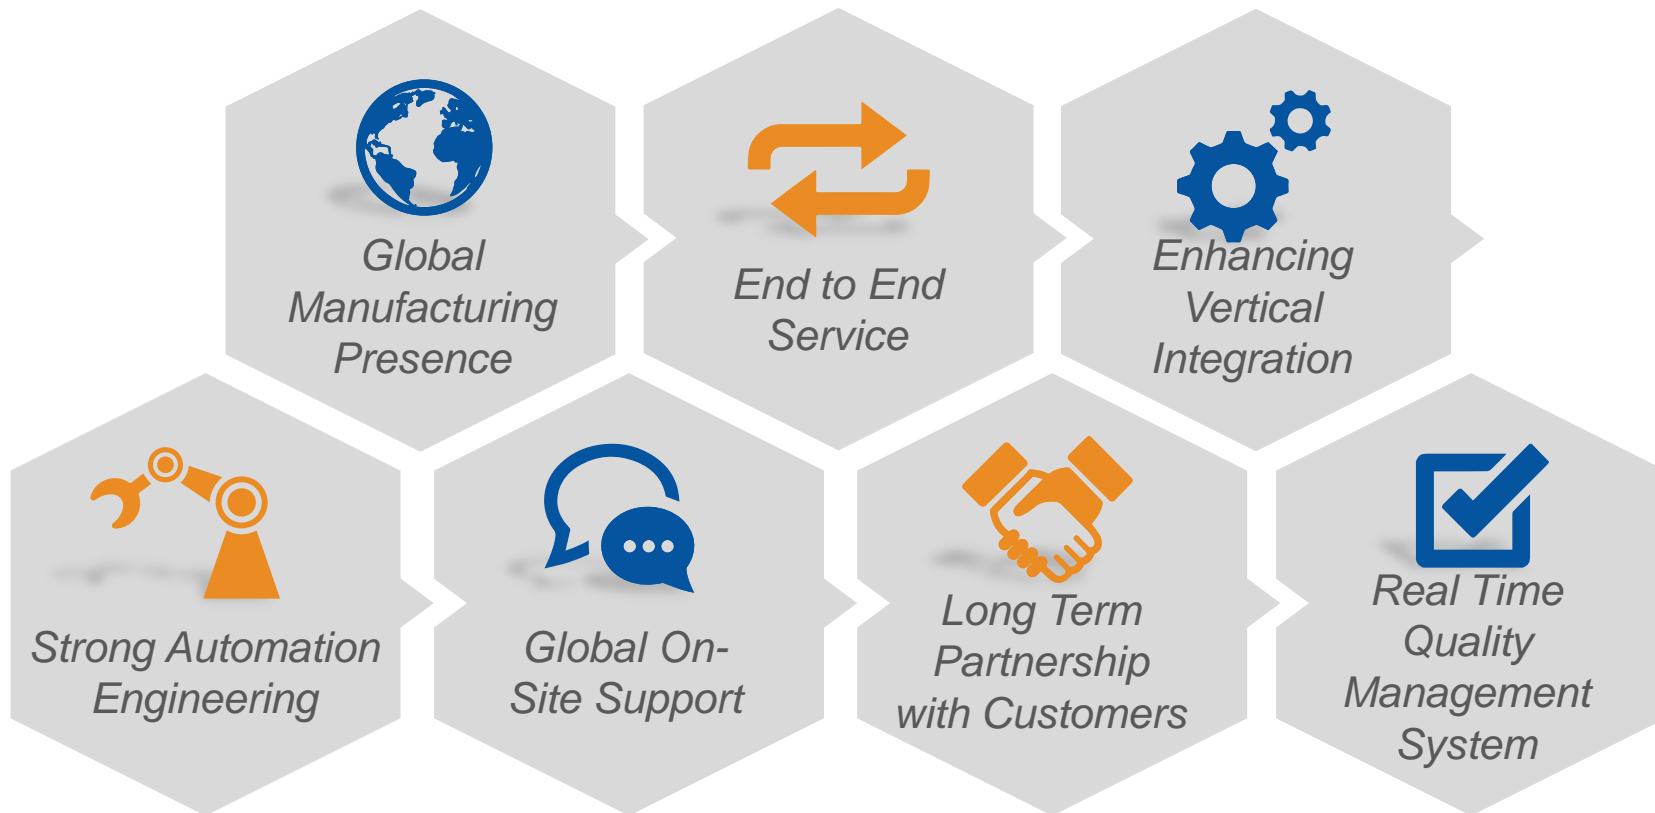 Global
Manufacturing
Presence
End to End
Service
Enhancing
Vertical
Integration
Strong Automation
Engineering
Global On-
Site Support
Long Term
Partnership
with Customers
Real Time
Quality
Management
System